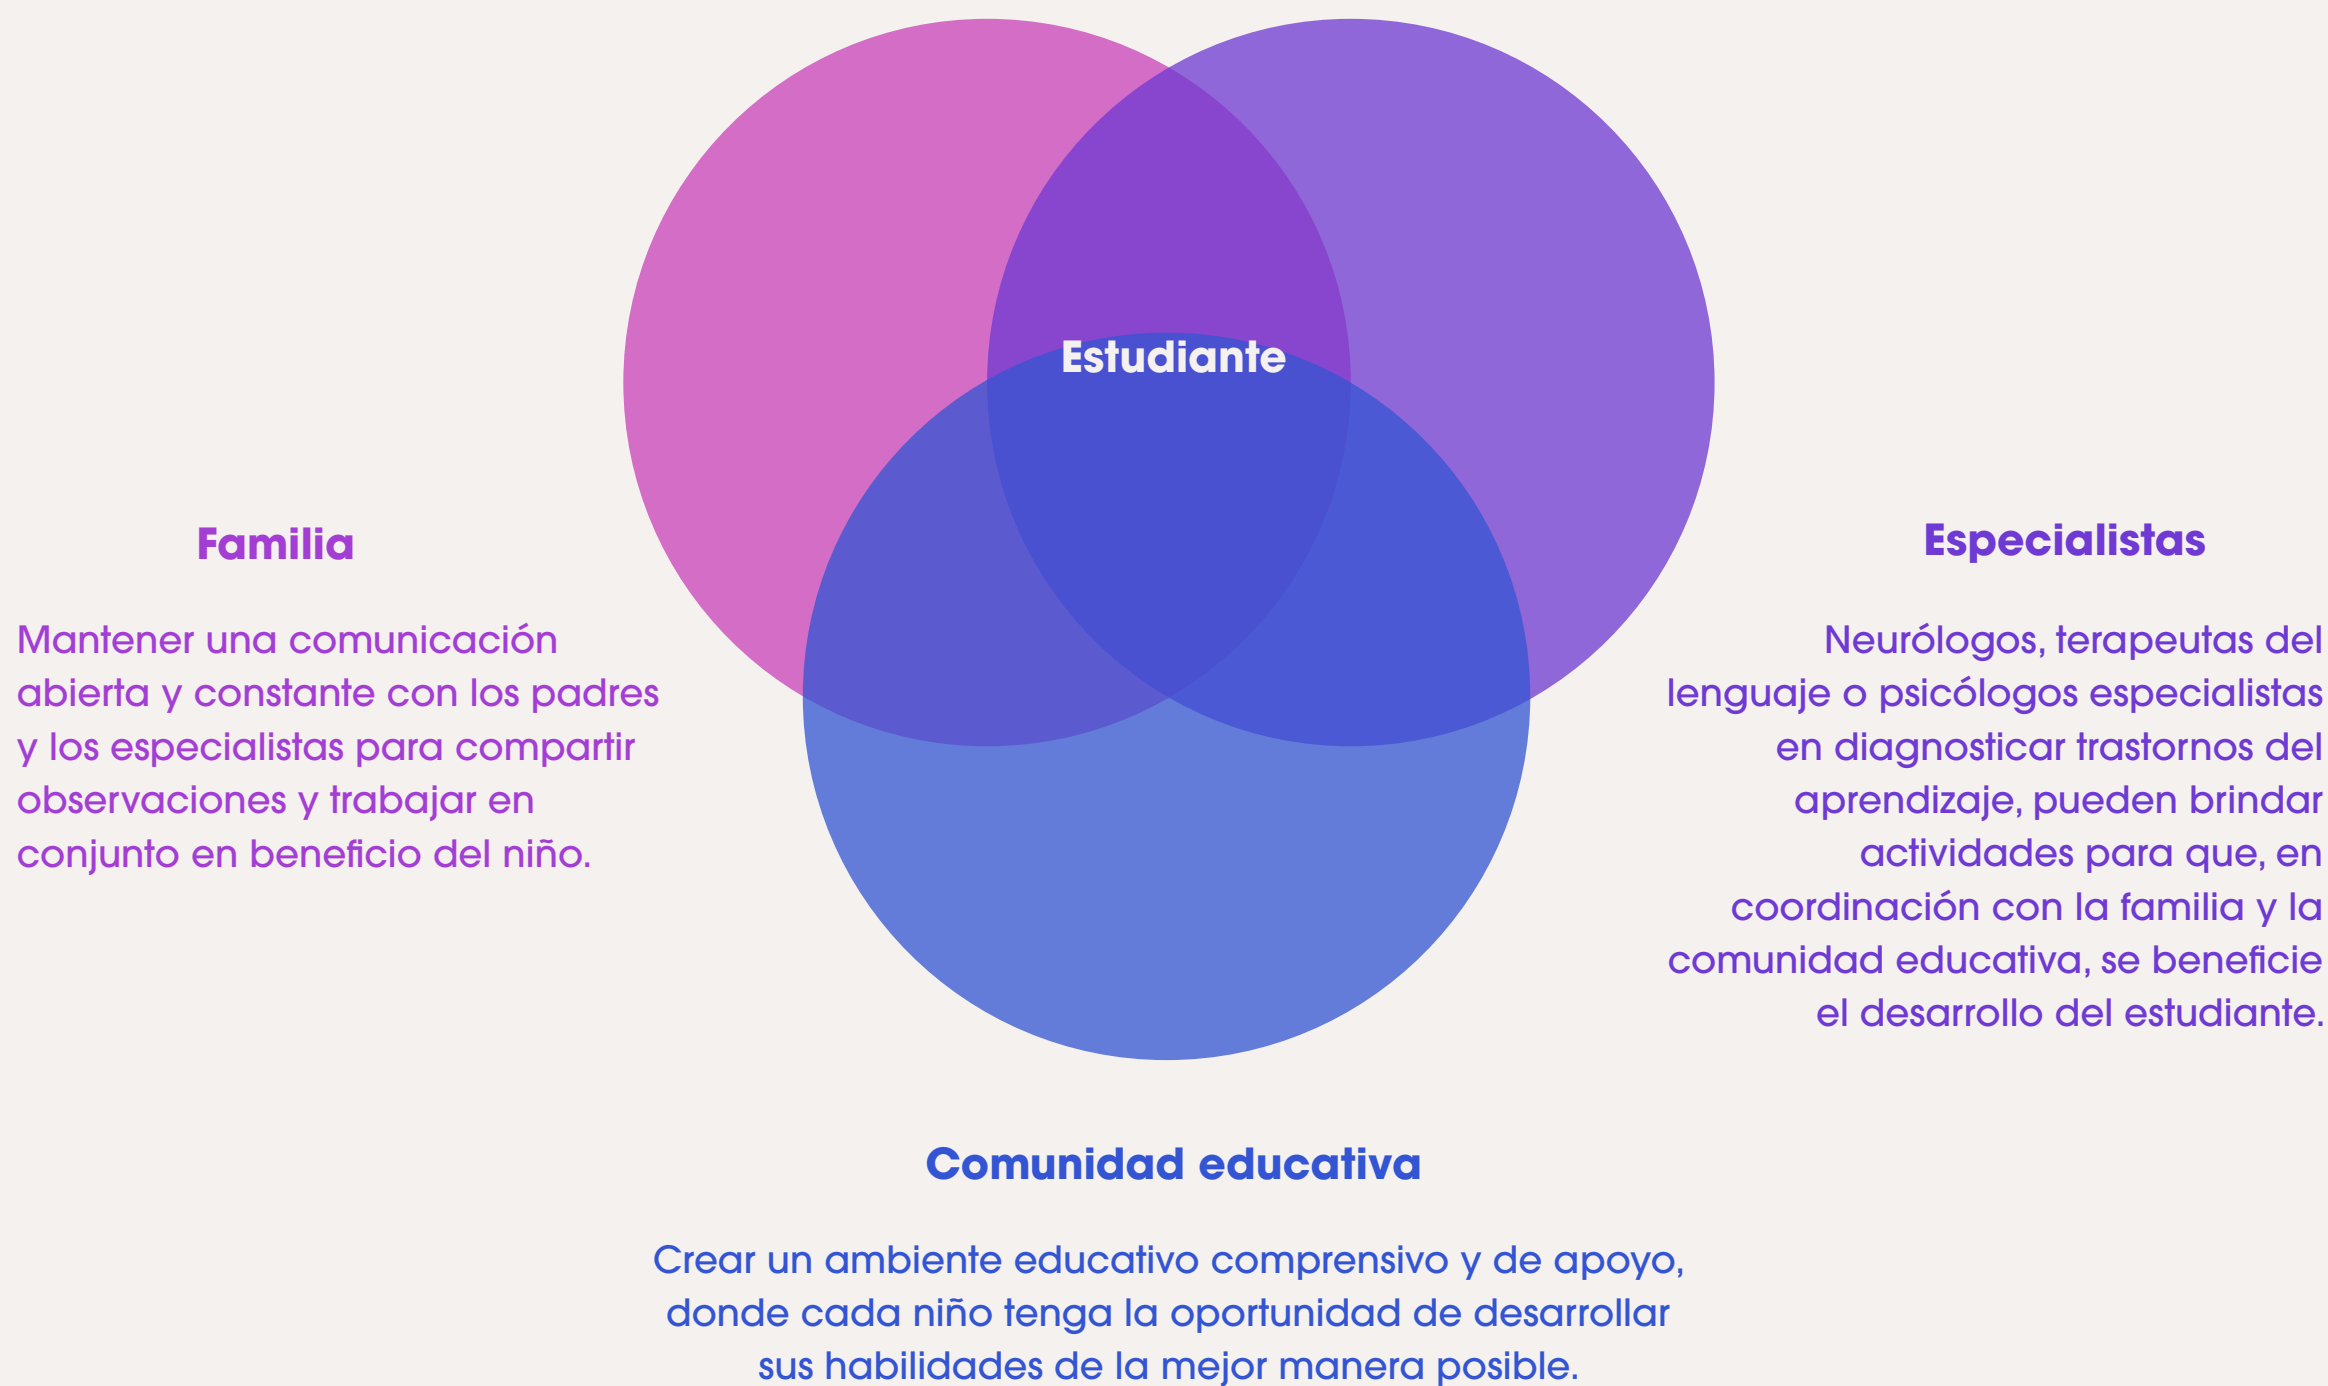 Estudiante
Familia
Mantener una comunicación
abierta y constante con los padres
y los especialistas para compartir
observaciones y trabajar en
conjunto en beneficio del niño.
Especialistas
Neurólogos, terapeutas del
lenguaje o psicólogos especialistas
en diagnosticar trastornos del
aprendizaje, pueden brindar
actividades para que, en
coordinación con la familia y la
comunidad educativa, se beneficie
el desarrollo del estudiante.
Comunidad educativa
Crear un ambiente educativo comprensivo y de apoyo,
donde cada niño tenga la oportunidad de desarrollar
sus habilidades de la mejor manera posible.